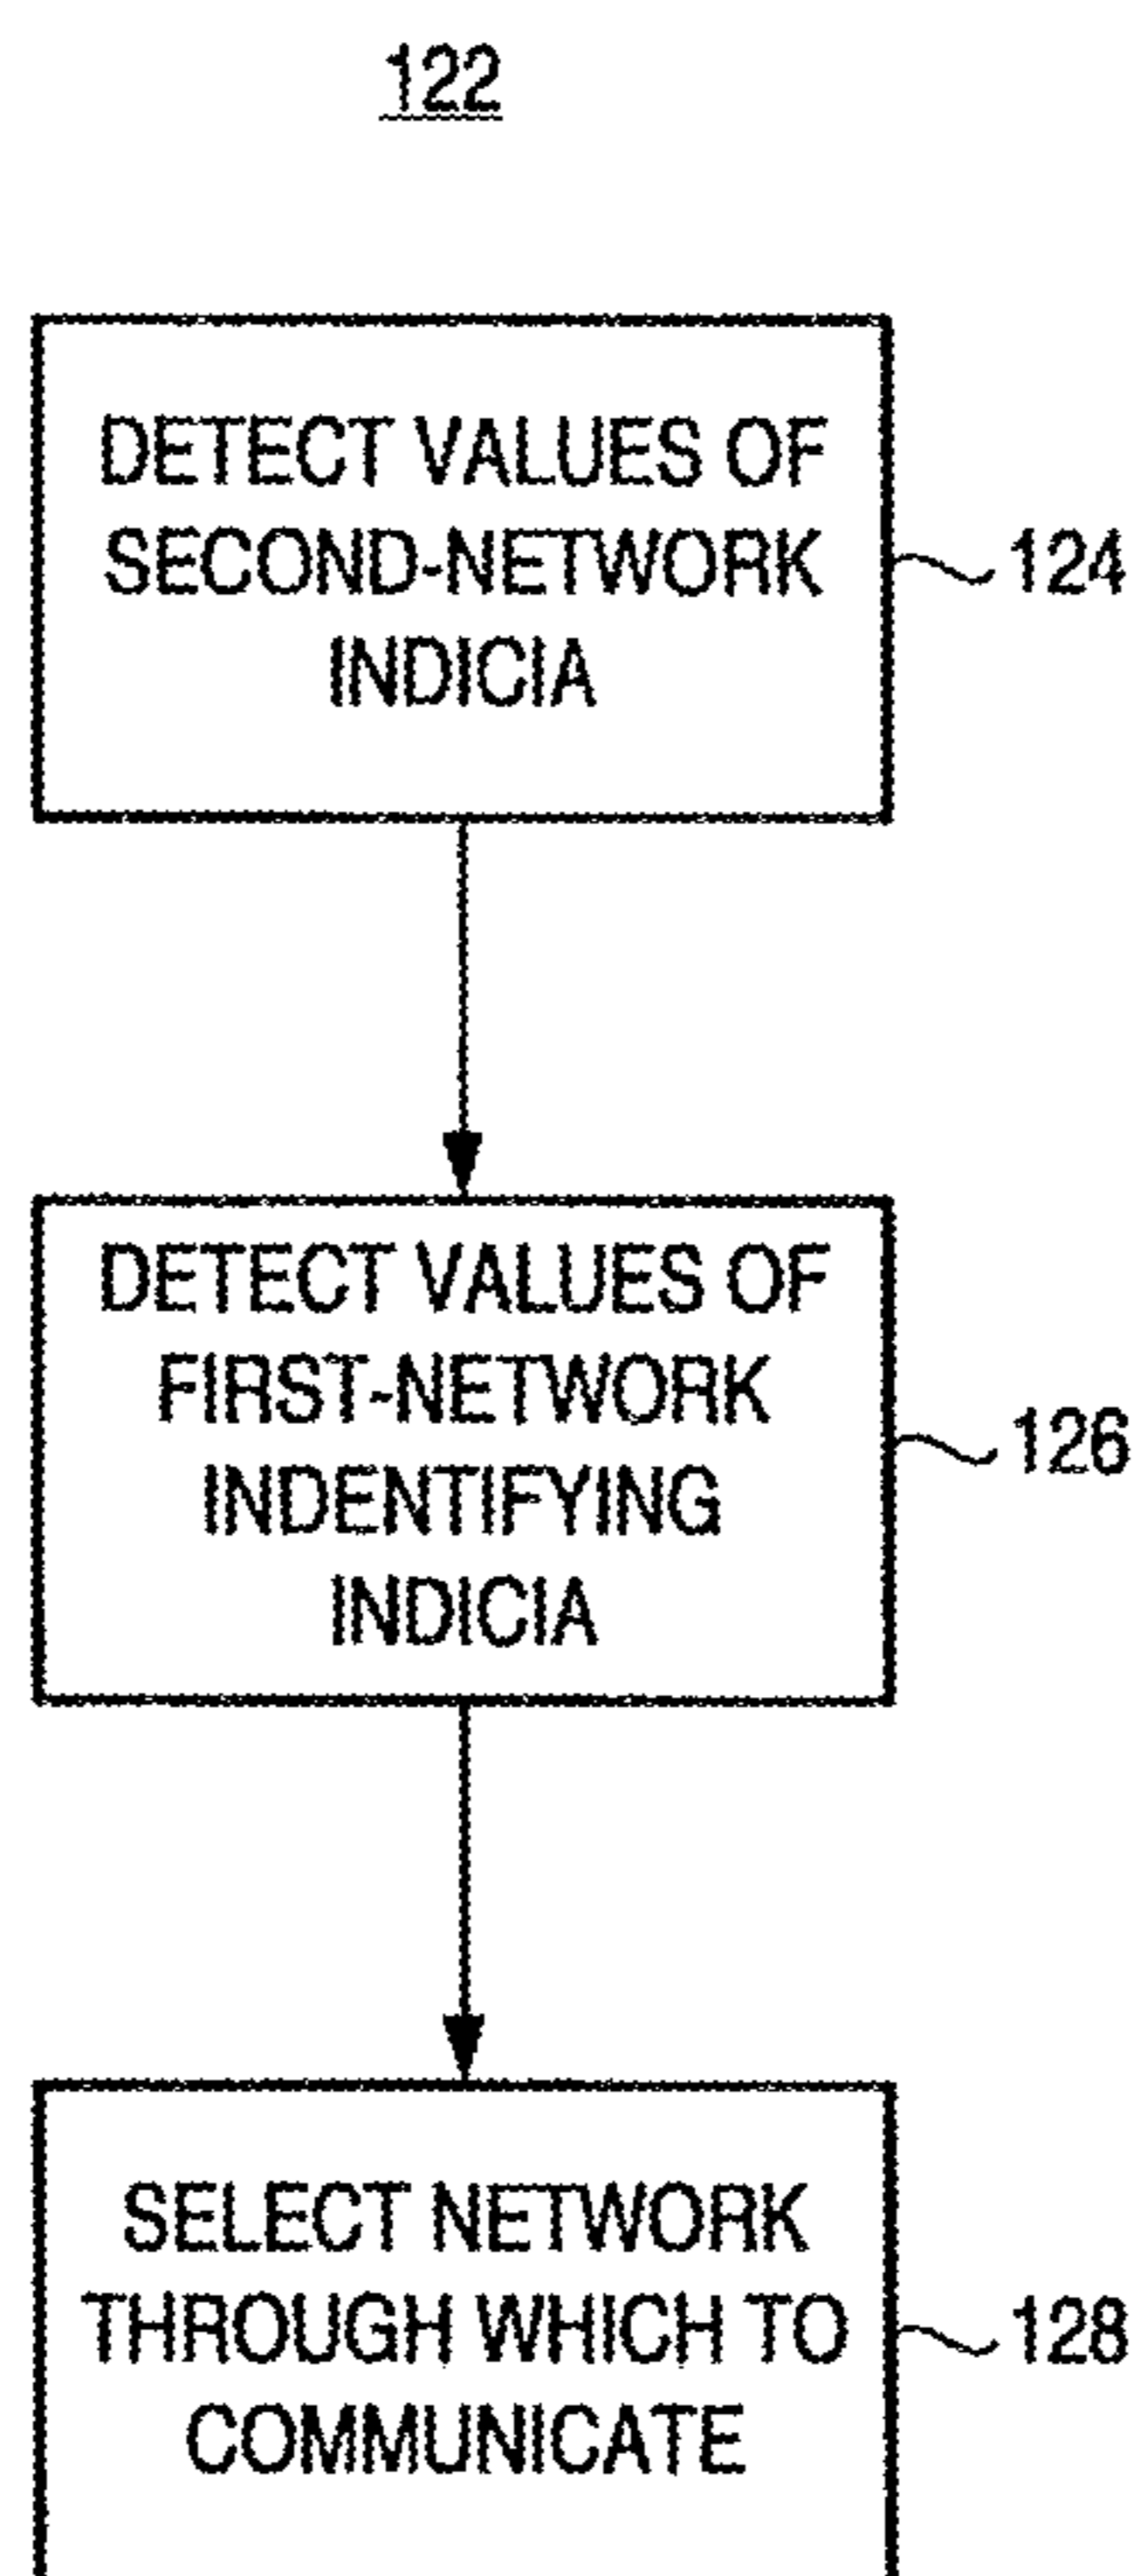 122
DETECT VALUES OF
SECOND-NETWORK
INDICIA
124
DETECT VALUES OF
FIRST-NETWORK
INDENTIFYING
INDICIA
126
SELECT NETWORK
THROUGH WHICH TO
COMMUNICATE
128